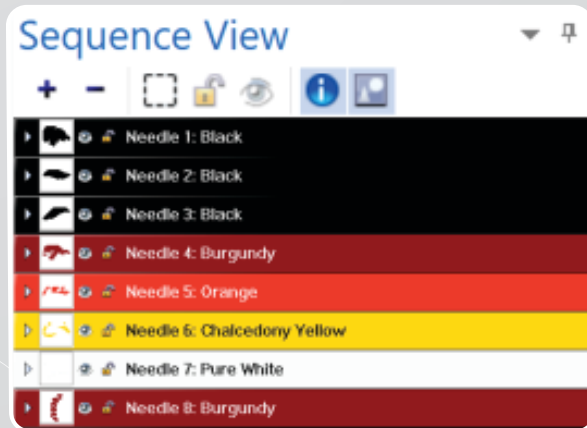 Sequence View
Needle 1: Black
Needle 2: Black
Needle 3: Black
Needle 4: Burgundy
Needle 5: Orange
Needle 6: Chalcedony Yellow
Needle 7: Pure White
Needle 8: Burgundy